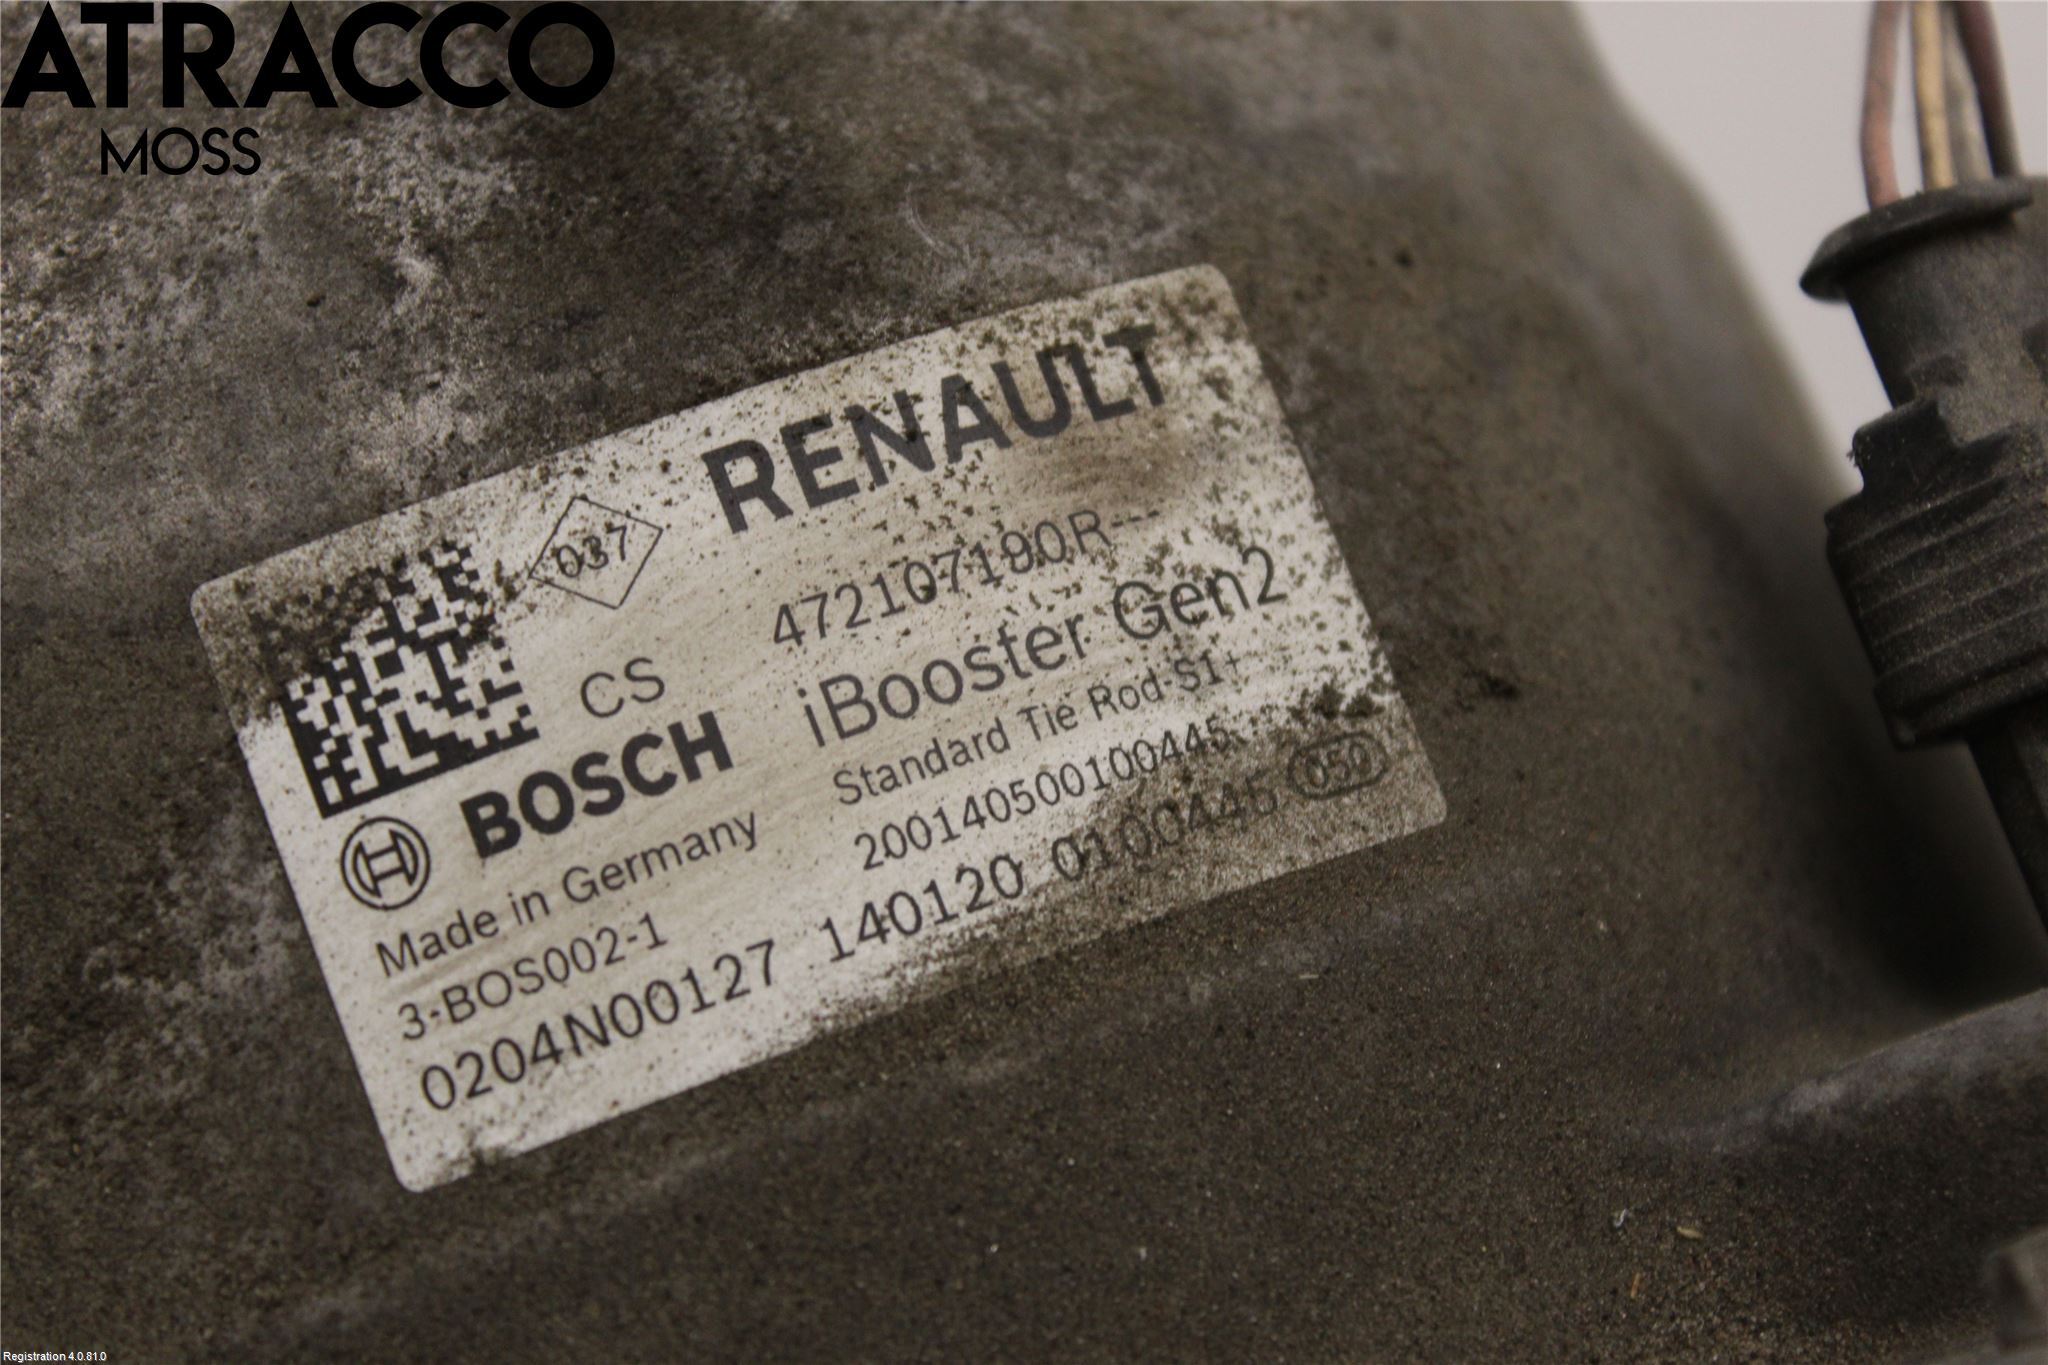 ATRACCO
MOSS
037
RENAULT
472107190R---
CS
iBooster Gen2
BOSCH
Standard Tie Rod-S1+
Made in Germany
200140500100445
3-BOS002-1
0204N00127 140120 0100445 059
Registration 4.0.81.0